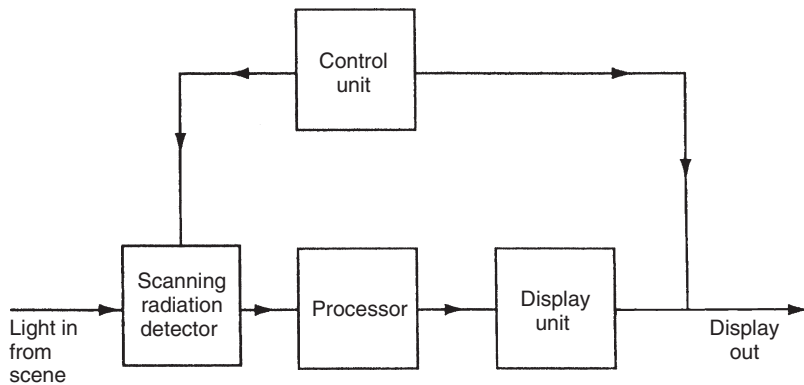 Control
unit
Scanning
radiation
detector
Processor
Display
unit
Light in
from
scene
Display
out